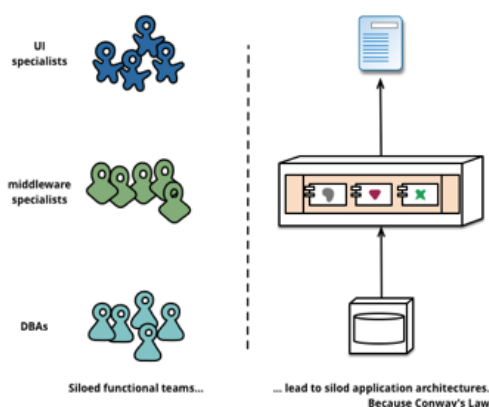 UI
specialists
middleware
specialists
DBAs
Siloed functional teams...
... lead to silod application architectures.
Because Conway's Law